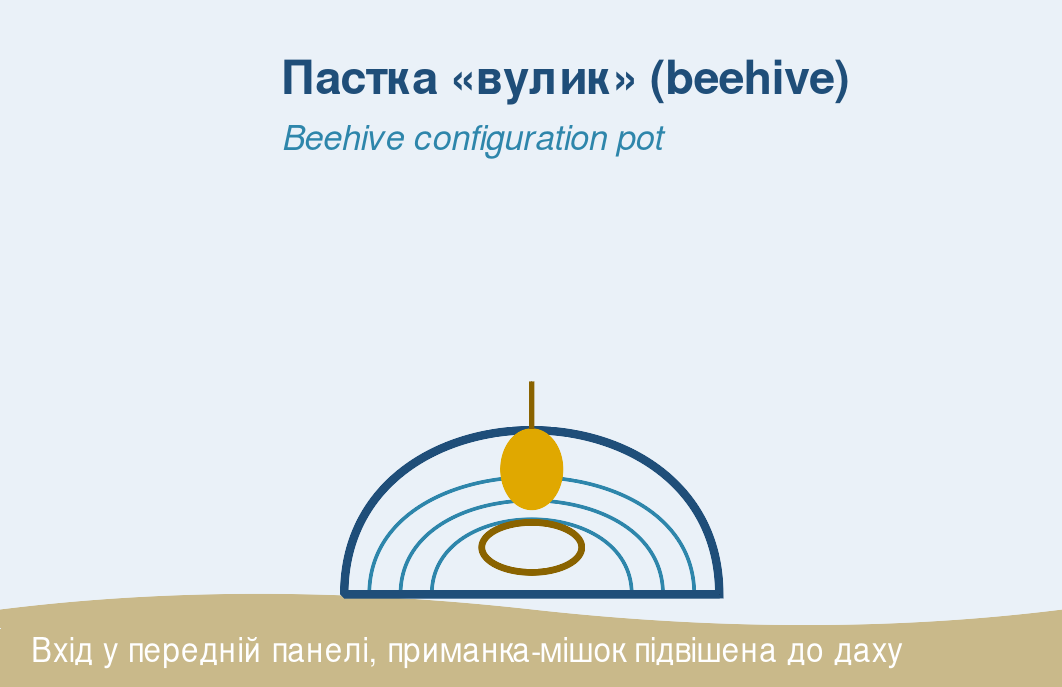 Пастка «вулик» (beehive)
Beehive configuration pot
Вхід у передній панелі, приманка-мішок підвішена до даху